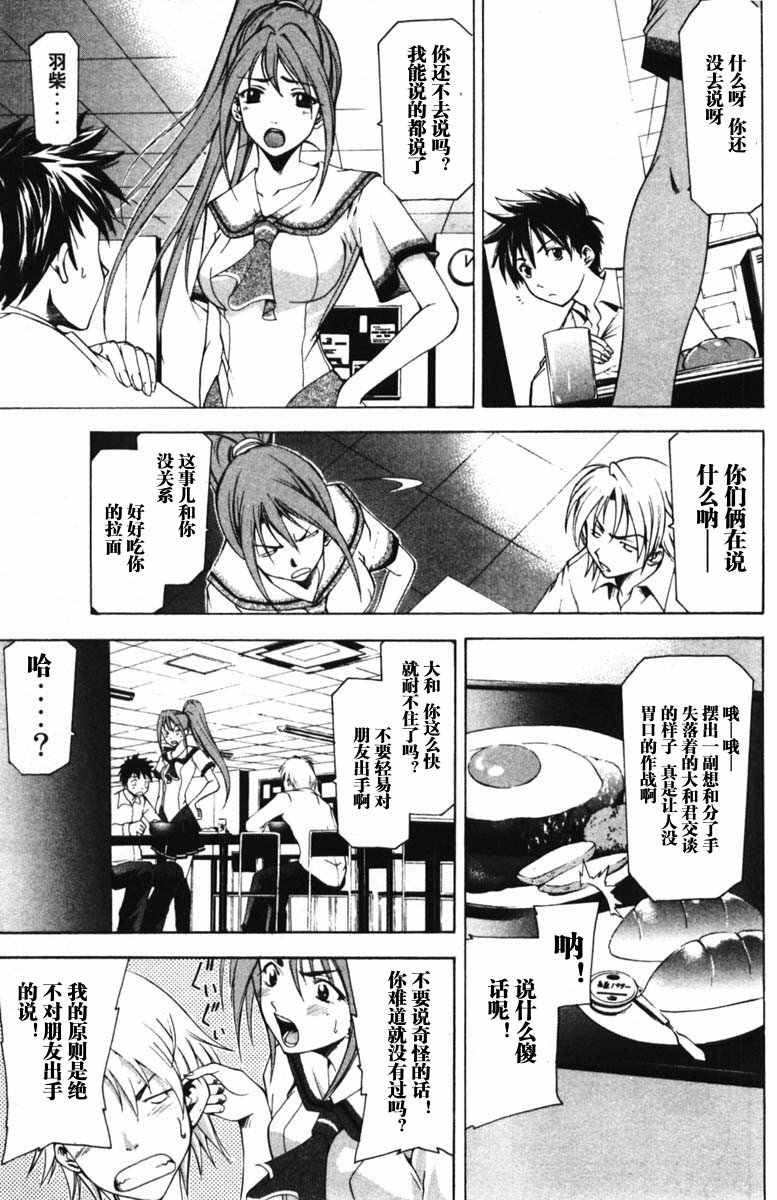 什么呀 你还
没去说呀
你还不去说吗？
我能说的都说了
羽柴····
你们俩在说
什么呐——
这事儿和你
没关系
好好吃你
的拉面
哦—哦—
摆出一副想和分了手
失落着的大和君交谈
的样子 真是让人没
胃口的作战啊
呐！
说什么傻
话呢！
大和 你这么快
就耐不住了吗？
不要轻易对
朋友出手啊
哈····？
不要说奇怪的话！
你难道就没有过吗？
我的原则是绝
不对朋友出手
的说！